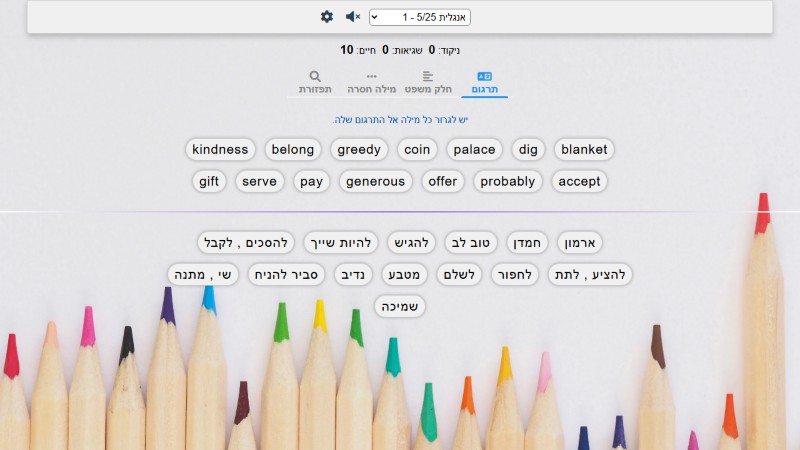 אנגלית 5/25 - 1
ניקוד: 0 שגיאות: 0 חיים: 10
תרגום חלק משפט מילה חסרה תפזורת
יש לגרור כל מילה אל התרגום שלה.
kindness belong greedy coin palace dig blanket
gift serve pay generous offer probably accept
ארמון חמדן טוב לב להגיש להיות שייך להסכים , לקבל
להציע , לתת לחפור לשלם מטבע נדיב סביר להניח שי , מתנה
שמיכה